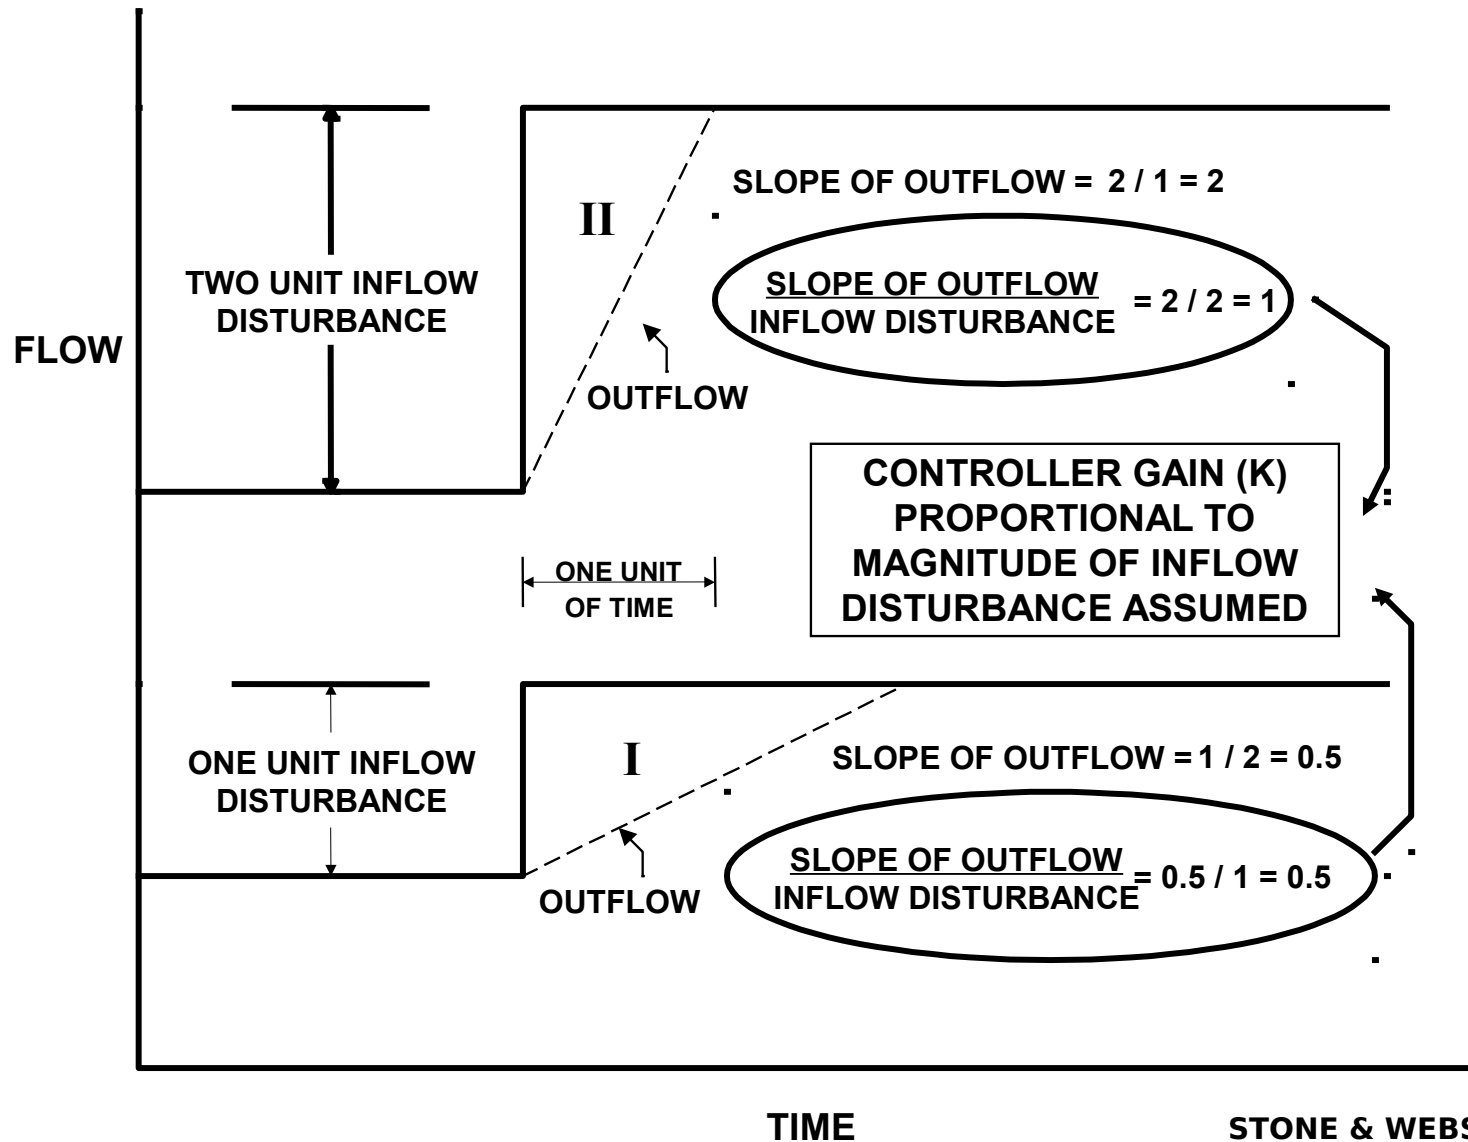 SLOPE OF OUTFLOW = 2 / 1 = 2
II
TWO UNIT INFLOW
DISTURBANCE
SLOPE OF OUTFLOW
INFLOW DISTURBANCE
= 2 / 2 = 1
FLOW
OUTFLOW
CONTROLLER GAIN (K)
PROPORTIONAL TO
MAGNITUDE OF INFLOW
DISTURBANCE ASSUMED
ONE UNIT
OF TIME
ONE UNIT INFLOW
DISTURBANCE
I
SLOPE OF OUTFLOW = 1 / 2 = 0.5
SLOPE OF OUTFLOW
INFLOW DISTURBANCE
= 0.5 / 1 = 0.5
OUTFLOW
TIME
STONE & WEBS